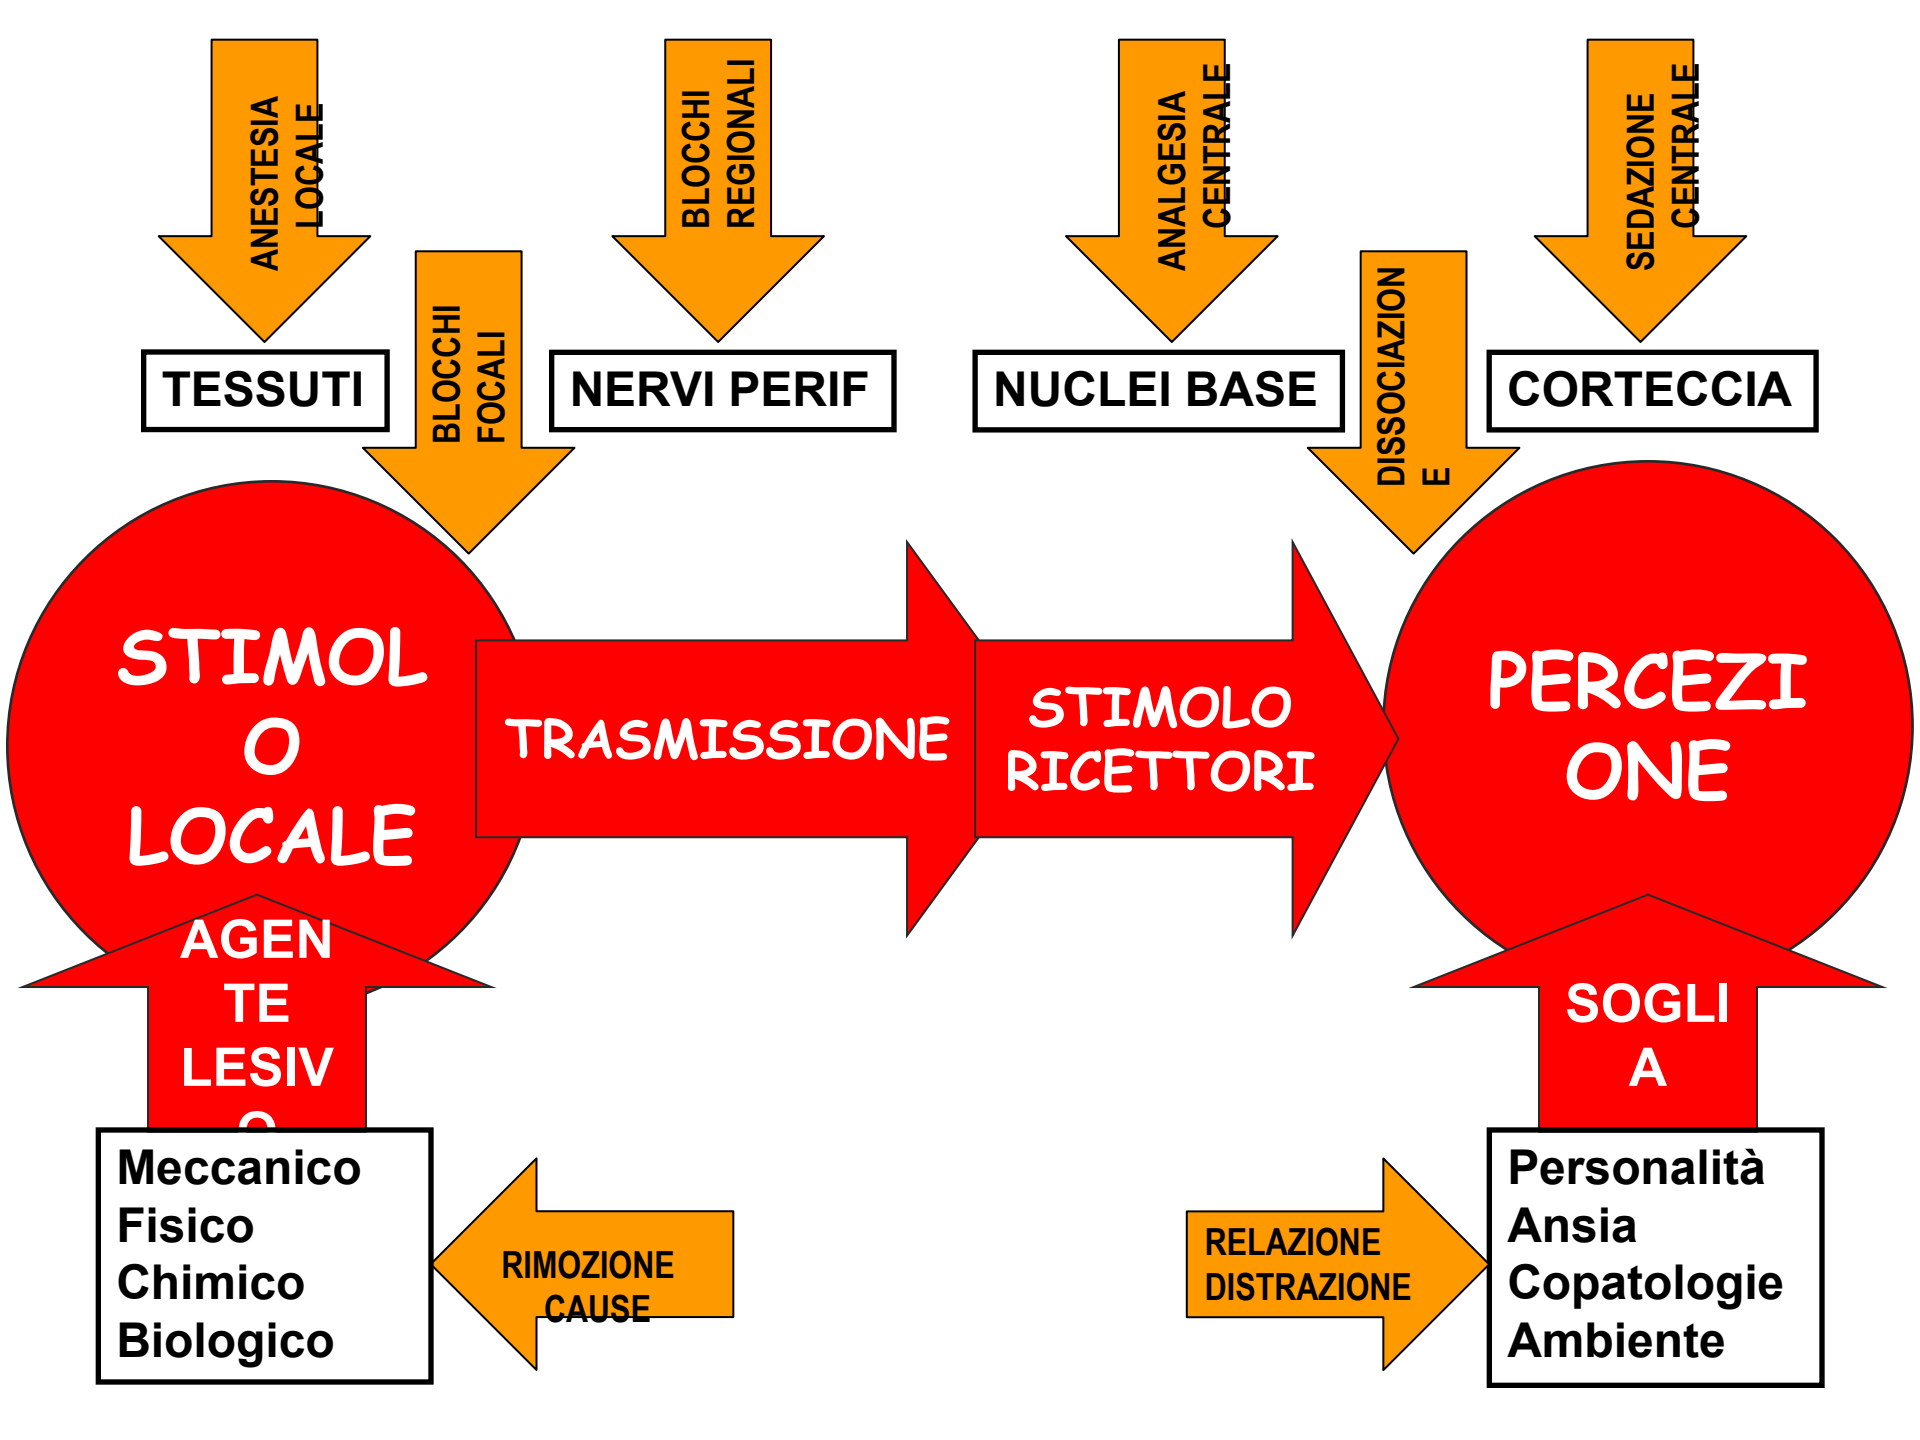 ANESTESIA
LOCALE
BLOCCHI
REGIONALI
ANALGESIA
CENTRALE
SEDAZIONE
CENTRALE
BLOCCHI
FOCALI
DISSOCIAZION
E
TESSUTI
NERVI PERIF
NUCLEI BASE
CORTECCIA
STIMOL
O
LOCALE
TRASMISSIONE
STIMOLO
RICETTORI
PERCEZI
ONE
AGEN
TE
LESIV
O
SOGLI
A
Meccanico
Fisico
Chimico
Biologico
RIMOZIONE
CAUSE
RELAZIONE
DISTRAZIONE
Personalità
Ansia
Copatologie
Ambiente